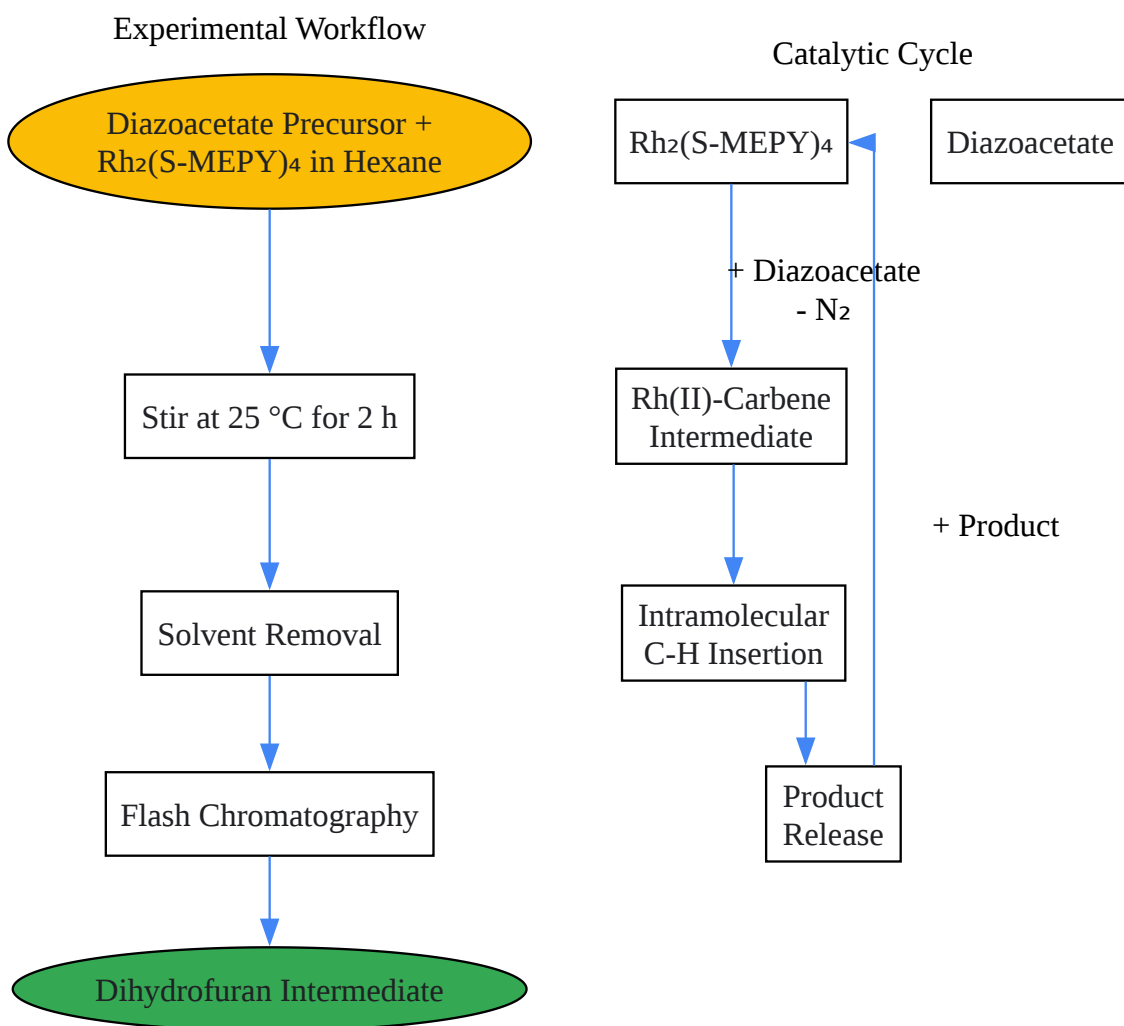 Experimental Workflow
Diazoacetate Precursor +
Rh₂(S-MEPY)₄ in Hexane
Stir at 25 °C for 2 h
Solvent Removal
Flash Chromatography
Dihydrofuran Intermediate
Catalytic Cycle
Rh₂(S-MEPY)₄
Diazoacetate
+ Diazoacetate
- N₂
Rh(II)-Carbene
Intermediate
+ Product
Intramolecular
C-H Insertion
Product
Release